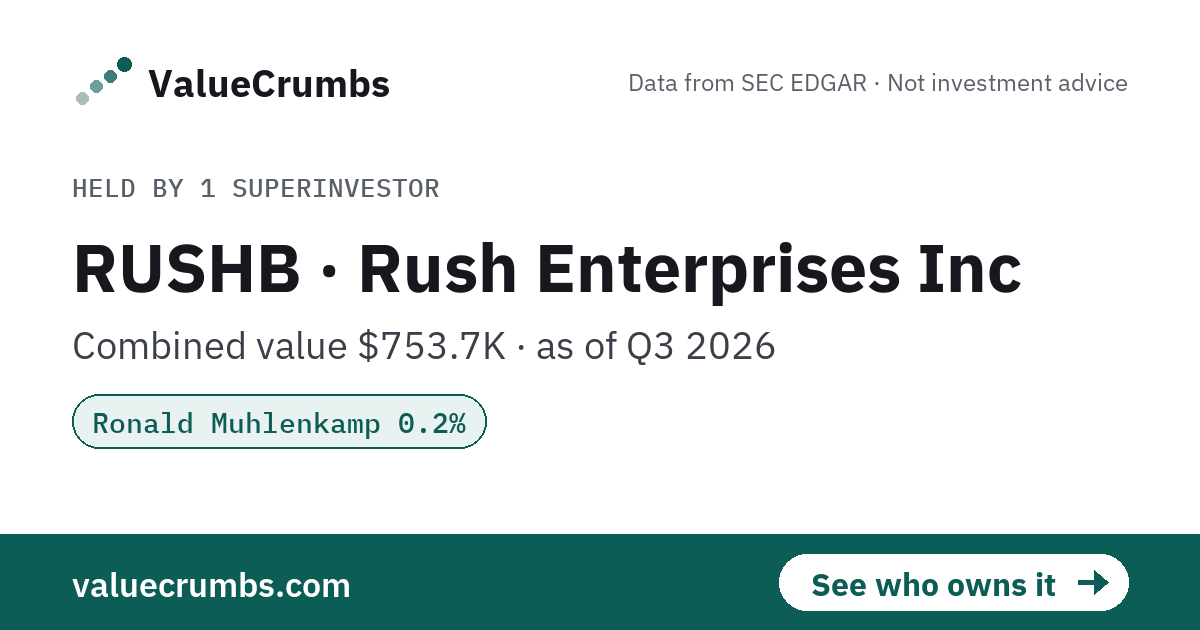 ValueCrumbs
Data from SEC EDGAR · Not investment advice
HELD BY 1 SUPERINVESTOR
RUSHB · Rush Enterprises Inc
Combined value $753.7K · as of Q3 2026
Ronald Muhlenkamp 0.2%
valuecrumbs.com
See who owns it →